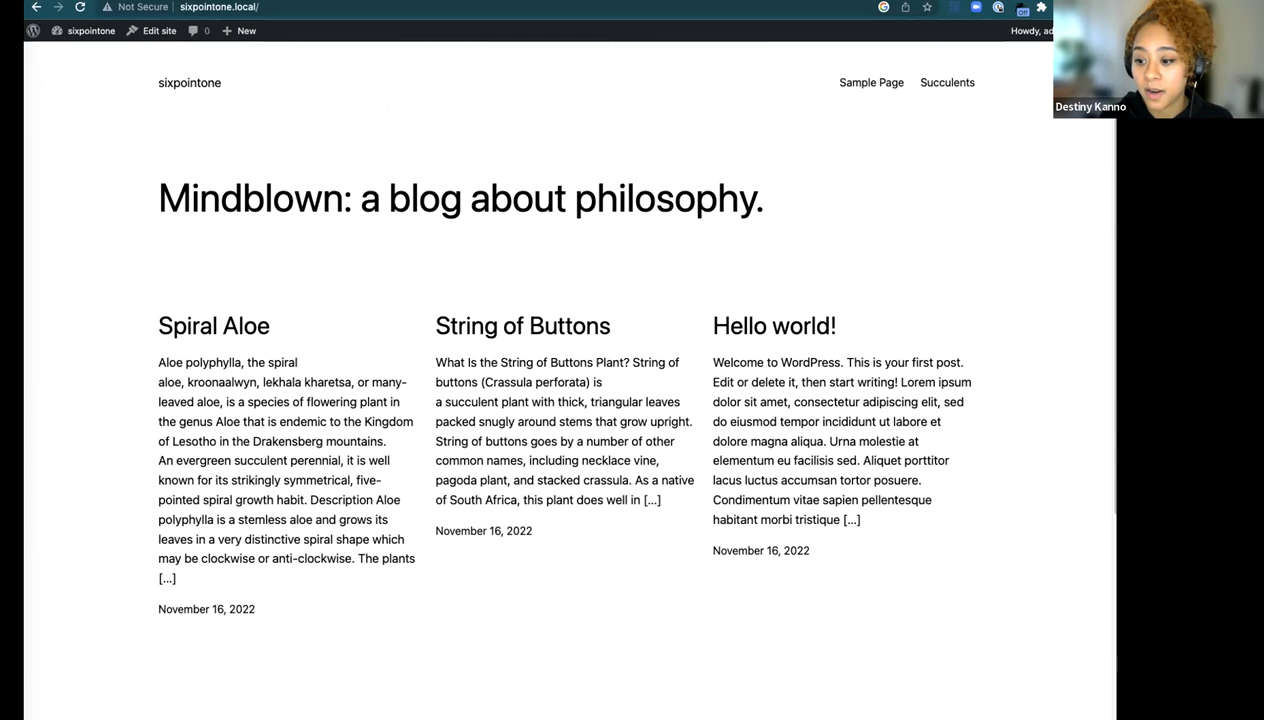 Not Secure sixpointone.local/
sixpointone Edit site 0 New Howdy, ad
Off
Destiny Kanno
sixpointone Sample Page Succulents
Mindblown: a blog about philosophy.
Spiral Aloe
Aloe polyphylla, the spiral
aloe, kroonaalwyn, lekhala kharetsa, or many-
leaved aloe, is a species of flowering plant in
the genus Aloe that is endemic to the Kingdom
of Lesotho in the Drakensberg mountains.
An evergreen succulent perennial, it is well
known for its strikingly symmetrical, five-
pointed spiral growth habit. Description Aloe
polyphylla is a stemless aloe and grows its
leaves in a very distinctive spiral shape which
may be clockwise or anti-clockwise. The plants
[…]
November 16, 2022
String of Buttons
What Is the String of Buttons Plant? String of
buttons (Crassula perforata) is
a succulent plant with thick, triangular leaves
packed snugly around stems that grow upright.
String of buttons goes by a number of other
common names, including necklace vine,
pagoda plant, and stacked crassula. As a native
of South Africa, this plant does well in […]
November 16, 2022
Hello world!
Welcome to WordPress. This is your first post.
Edit or delete it, then start writing! Lorem ipsum
dolor sit amet, consectetur adipiscing elit, sed
do eiusmod tempor incididunt ut labore et
dolore magna aliqua. Urna molestie at
elementum eu facilisis sed. Aliquet porttitor
lacus luctus accumsan tortor posuere.
Condimentum vitae sapien pellentesque
habitant morbi tristique […]
November 16, 2022